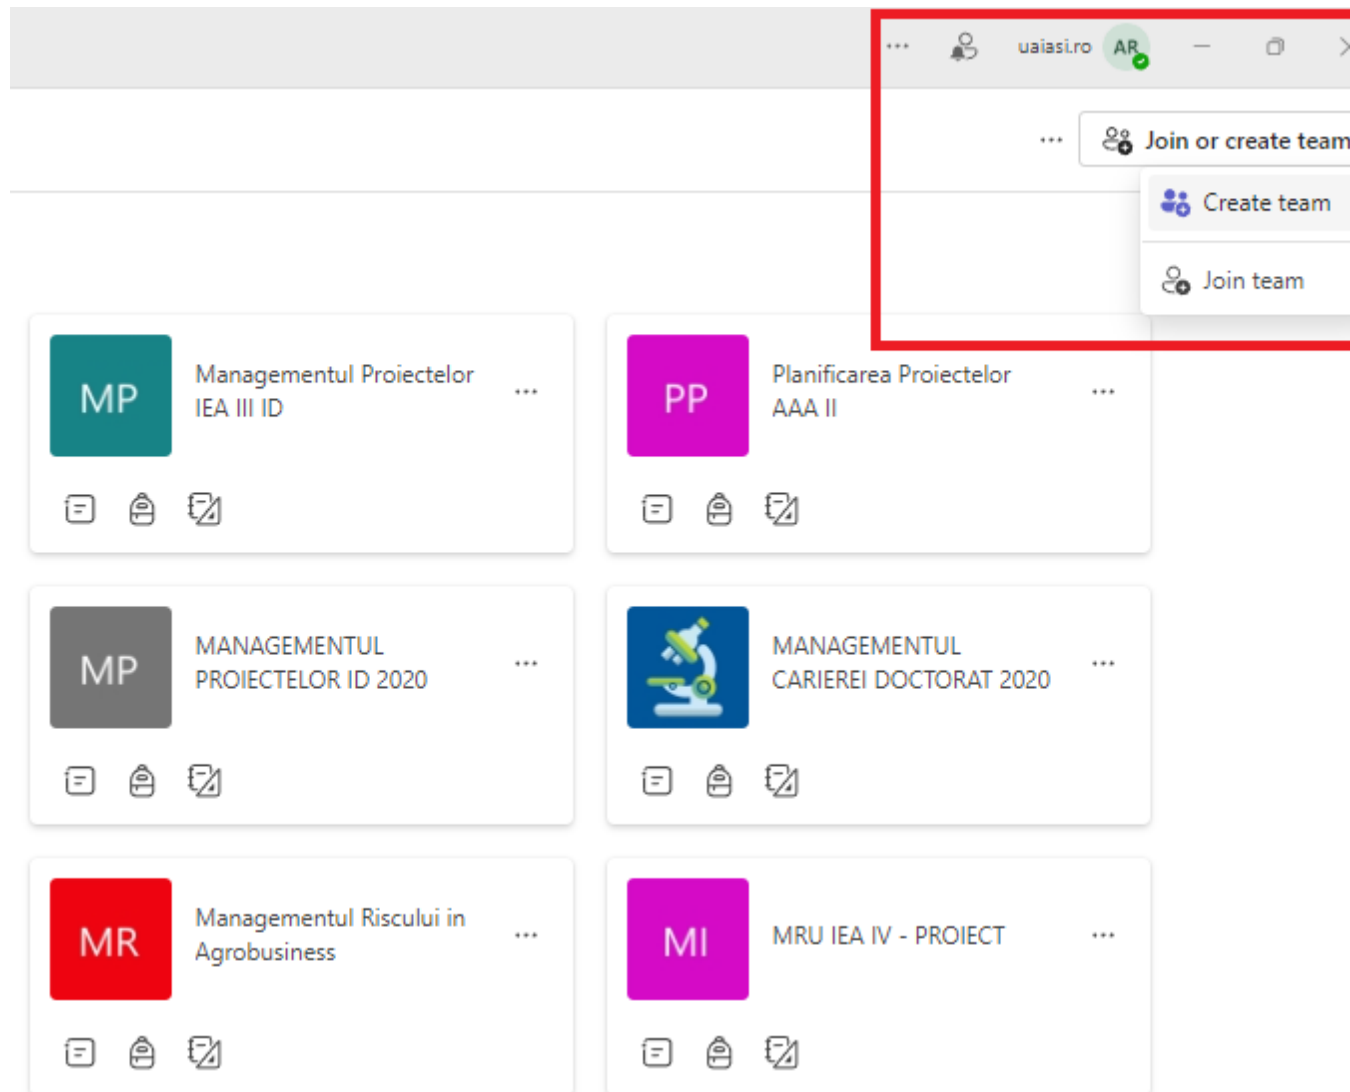 uaiasi.ro AR
Join or create team
Create team
Join team
MP
Managementul Proiectelor
IEA III ID
PP
Planificarea Proiectelor
AAA II
MP
MANAGEMENTUL
PROIECTELOR ID 2020
MANAGEMENTUL
CARIEREI DOCTORAT 2020
MR
Managementul Riscului in
Agrobusiness
MI
MRU IEA IV - PROIECT